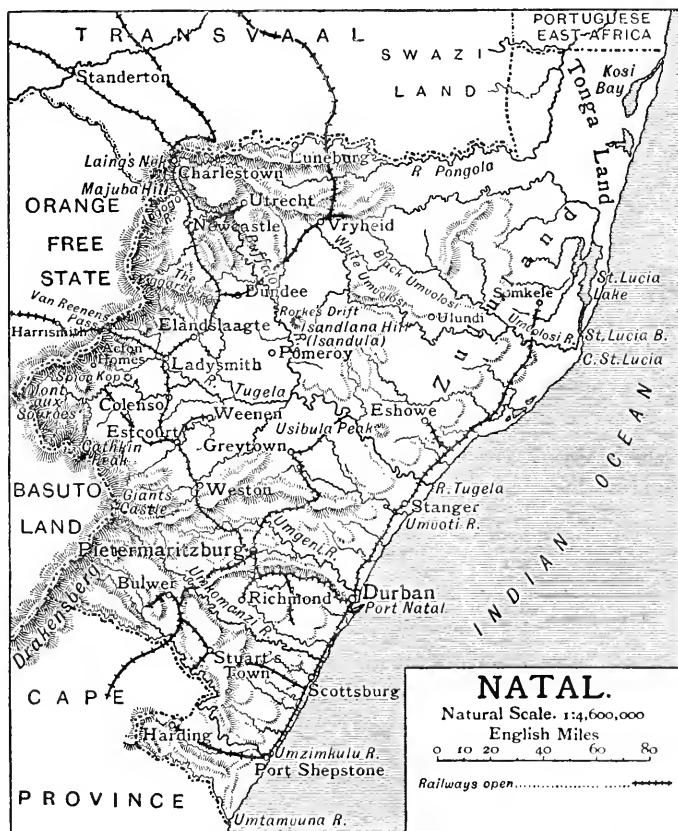 TRANSVAAL
PORTUGUESE
EAST AFRICA
SWAZI
LAND
Standerton
Kosi
Bay
Tonga Land
Laing's Nek
Charlestown
Luneburg
R. Pongola
Majuba Hill
ORANGE
FREE
STATE
Utrecht
Newcastle
Buffalo
Vryheid
White Umvolosi
Black Umvolosi
Zululand
Somkele
St. Lucia
Lake
Dundee
Van Reenens
Pass
Harrismith
Elandslaagte
Rorke's Drift
Isandlana Hill
(Isandula)
Ulundi
Umvolosi R.
St. Lucia B.
C. St. Lucia
Acton
Homes
Spion Kop
Ladysmith
Pomeroy
Mont
aux
Sources
Colenso
R. Tugela
Weenen
Eshowe
Estcourt
Greytown
Usibula Peak
Cathkin
Peak
BASUTO
LAND
Giants
Castle
Weston
R. Tugela
Stanger
Umvoti R.
Umgeni R.
Pietermaritzburg
Drakensberg
Bulwer
Umkomanzi R.
Richmond
Durban
Port Natal
INDIAN OCEAN
Stuart's
Town
CAPE
Scottsburg
Harding
Umzimkulu R.
Port Shepstone
PROVINCE
Umtamvuna R.
NATAL.
Natural Scale. 1:4,600,000
English Miles
0 10 20 40 60 80
Railways open